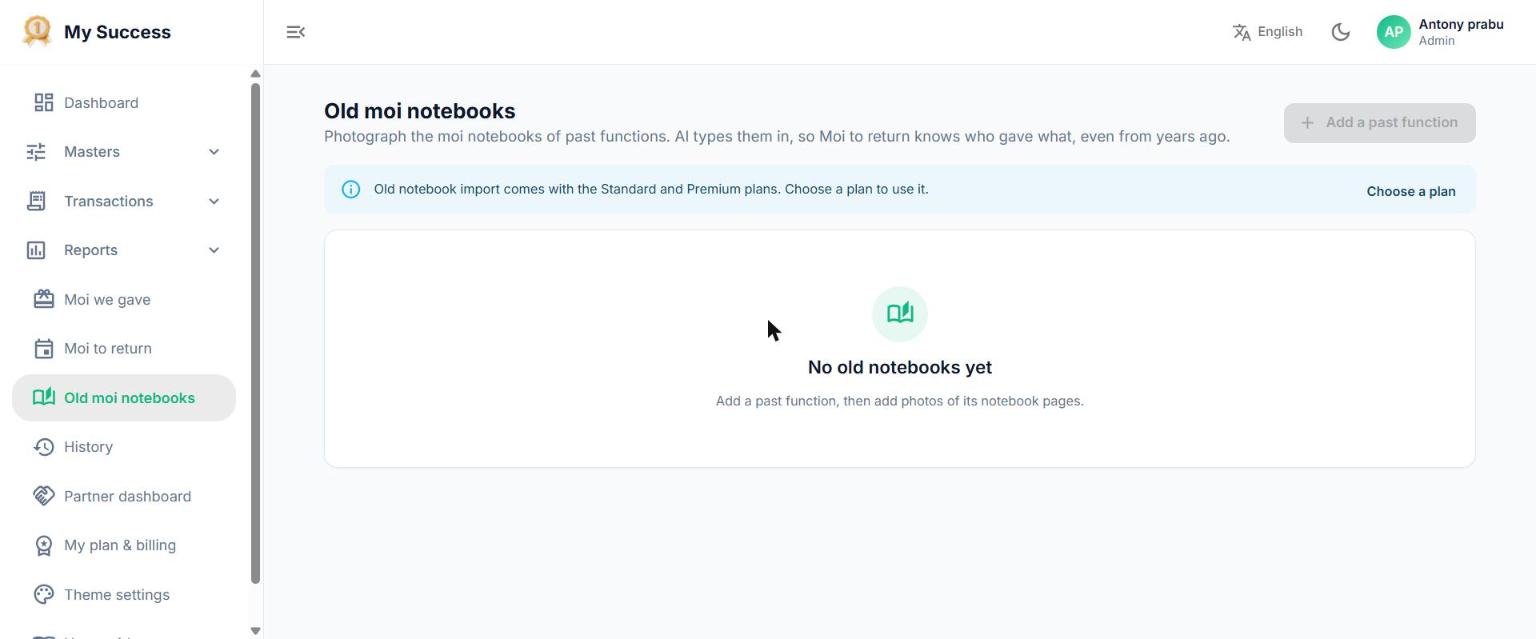 My Success
English
AP
Antony prabu
Admin
Dashboard
Masters
Transactions
Reports
Moi we gave
Moi to return
Old moi notebooks
History
Partner dashboard
My plan & billing
Theme settings
Old moi notebooks
Photograph the moi notebooks of past functions. AI types them in, so Moi to return knows who gave what, even from years ago.
+ Add a past function
Old notebook import comes with the Standard and Premium plans. Choose a plan to use it.
Choose a plan
No old notebooks yet
Add a past function, then add photos of its notebook pages.